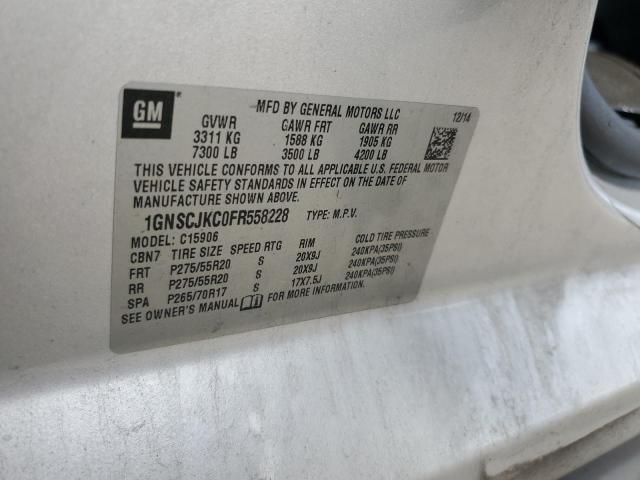 GM
MFD BY GENERAL MOTORS LLC
12/14
GVWR GAWR FRT GAWR RR
3311 KG 1588 KG 1905 KG
7300 LB 3500 LB 4200 LB
THIS VEHICLE CONFORMS TO ALL APPLICABLE U.S. FEDERAL MOTOR
VEHICLE SAFETY STANDARDS IN EFFECT ON THE DATE OF
MANUFACTURE SHOWN ABOVE.
1GNSCJKC0FR558228 TYPE: M.P.V.
MODEL: C15906
CBN7 TIRE SIZE SPEED RTG RIM COLD TIRE PRESSURE
FRT P275/55R20 S 20X9J 240KPA(35PSI)
RR P275/55R20 S 20X9J 240KPA(35PSI)
SPA P265/70R17 S 17X7.5J 240KPA(35PSI)
SEE OWNER'S MANUAL FOR MORE INFORMATION.